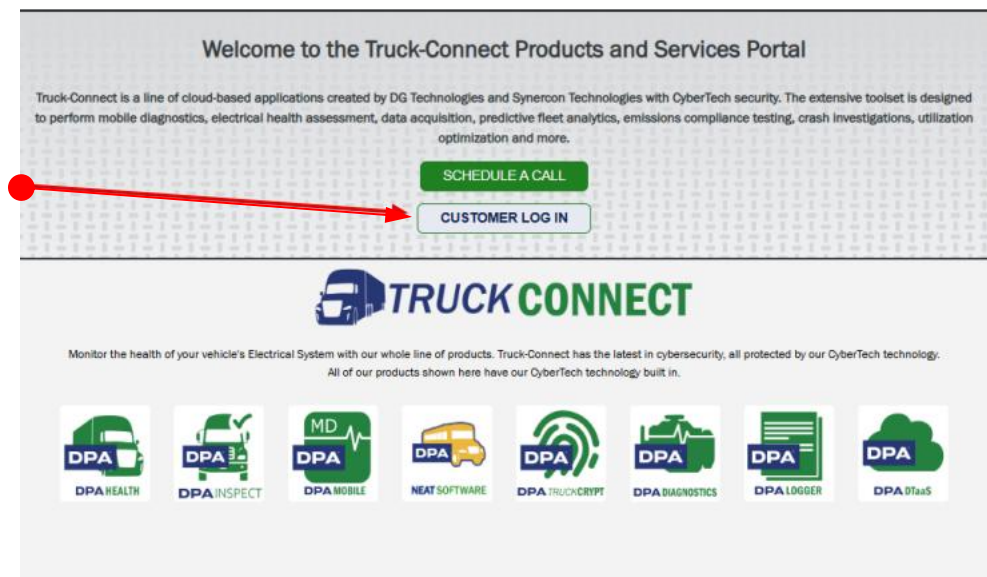 Welcome to the Truck-Connect Products and Services Portal
Truck-Connect is a line of cloud-based applications created by DG Technologies and Synercon Technologies with CyberTech security. The extensive toolset is designed
to perform mobile diagnostics, electrical health assessment, data acquisition, predictive fleet analytics, emissions compliance testing, crash investigations, utilization
optimization and more.
SCHEDULE A CALL
CUSTOMER LOG IN
TRUCKCONNECT
Monitor the health of your vehicle's Electrical System with our whole line of products. Truck-Connect has the latest in cybersecurity, all protected by our CyberTech technology.
All of our products shown here have our CyberTech technology built in.
DPA
DPA HEALTH
DPA
DPA INSPECT
MD
DPA
DPA MOBILE
DPA
NEAT SOFTWARE
DPA
DPA TRUCKCRYPT
DPA
DPA DIAGNOSTICS
DPA
DPA LOGGER
DPA
DPA DTaaS